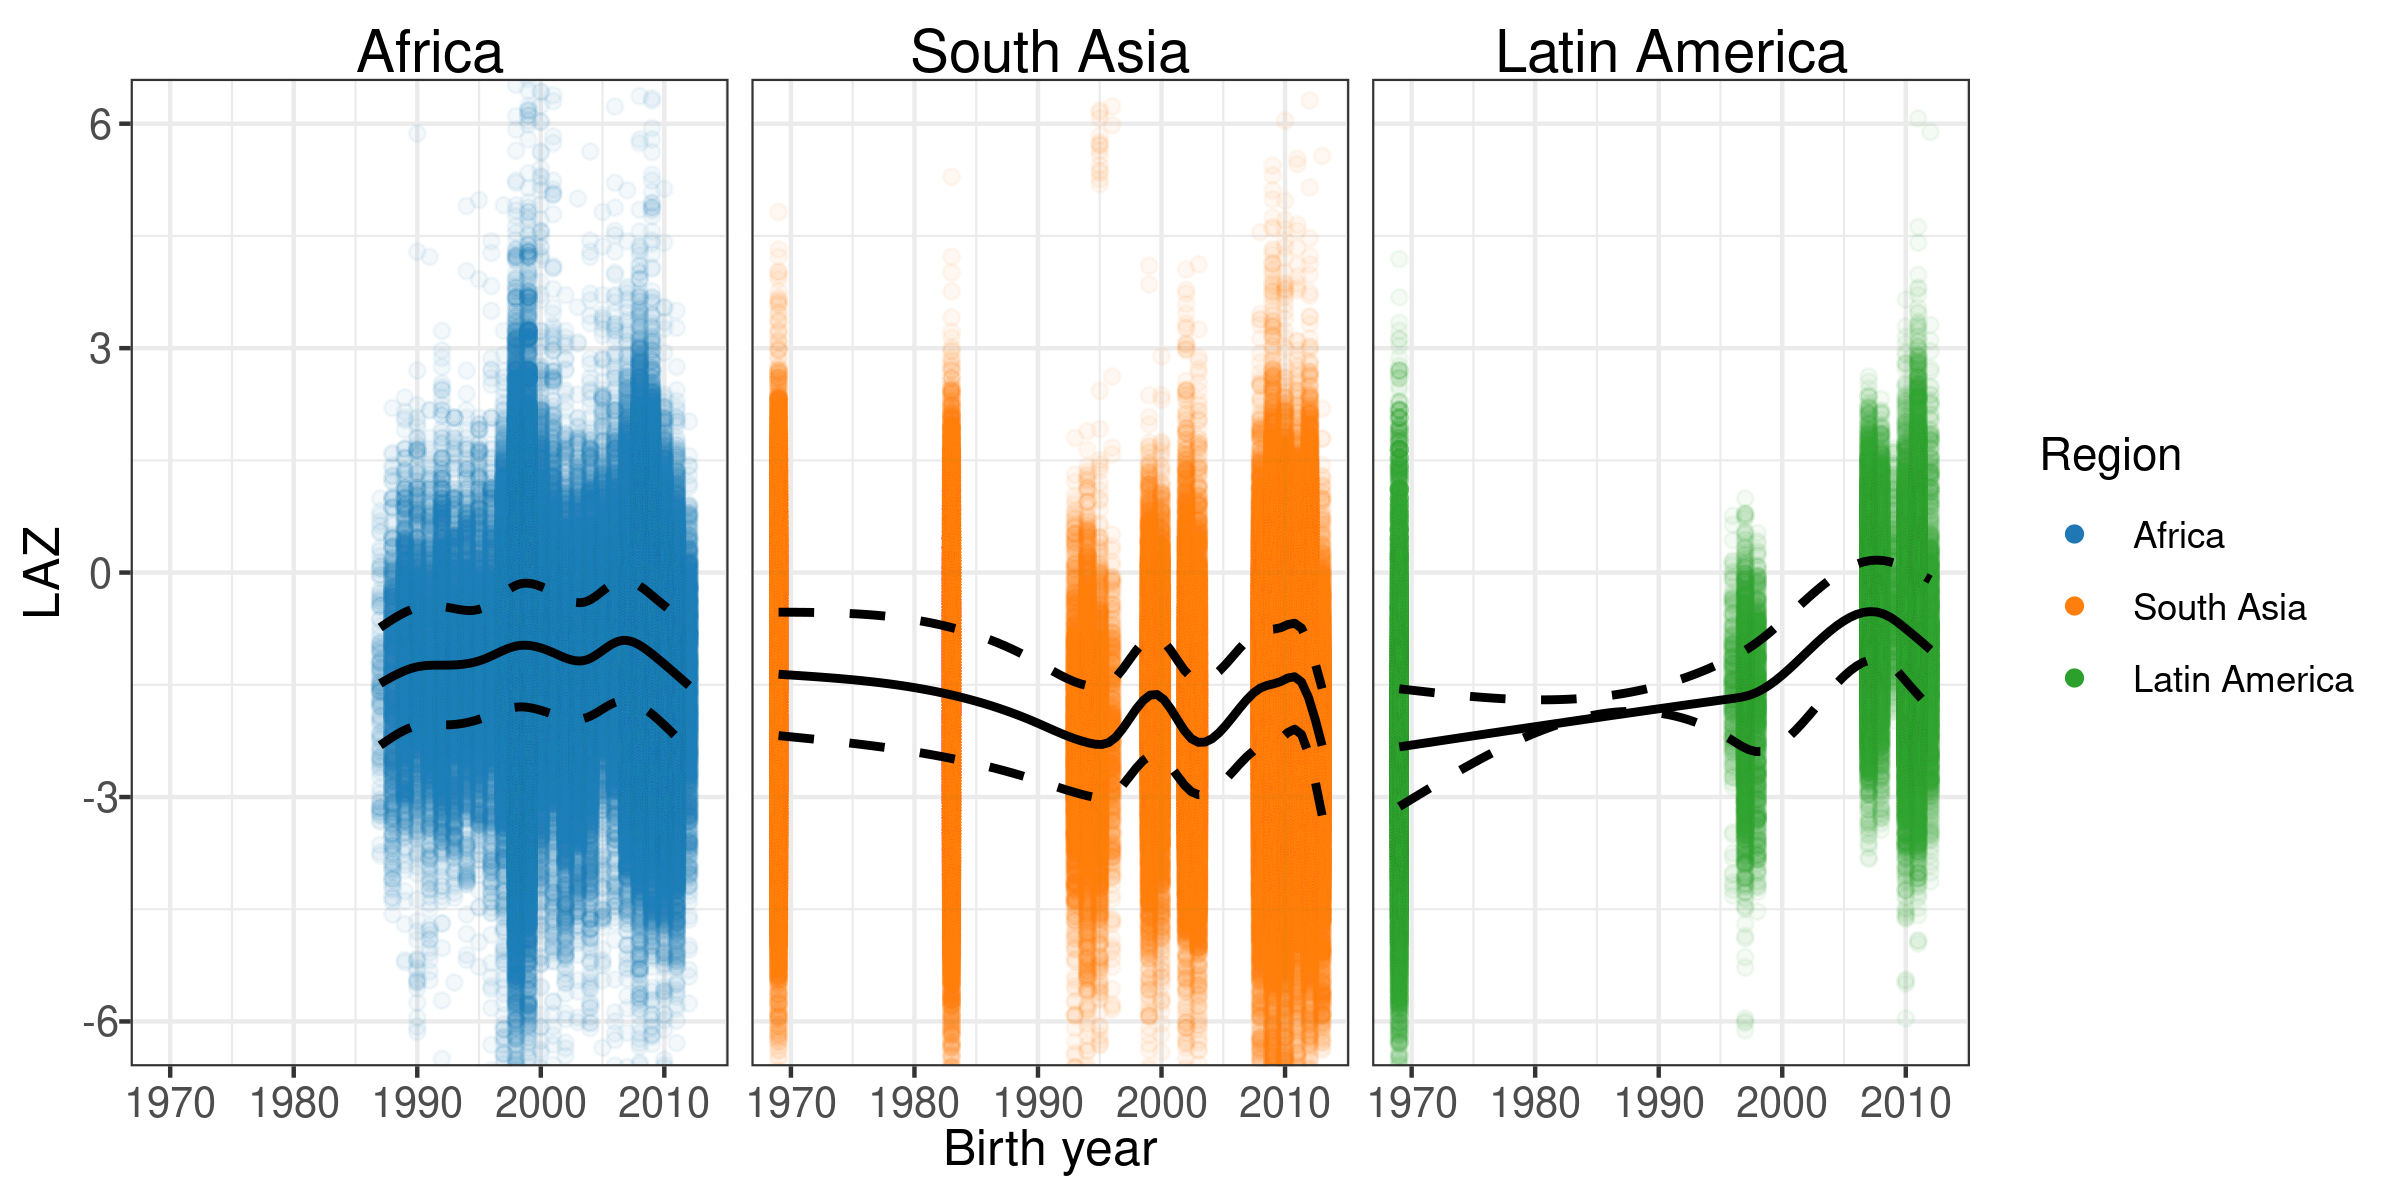 Africa South Asia Latin America
6
3
0
-3
-6
LAZ
1970 1980 1990 2000 2010 1970 1980 1990 2000 2010 1970 1980 1990 2000 2010
Birth year
Region
Africa
South Asia
Latin America